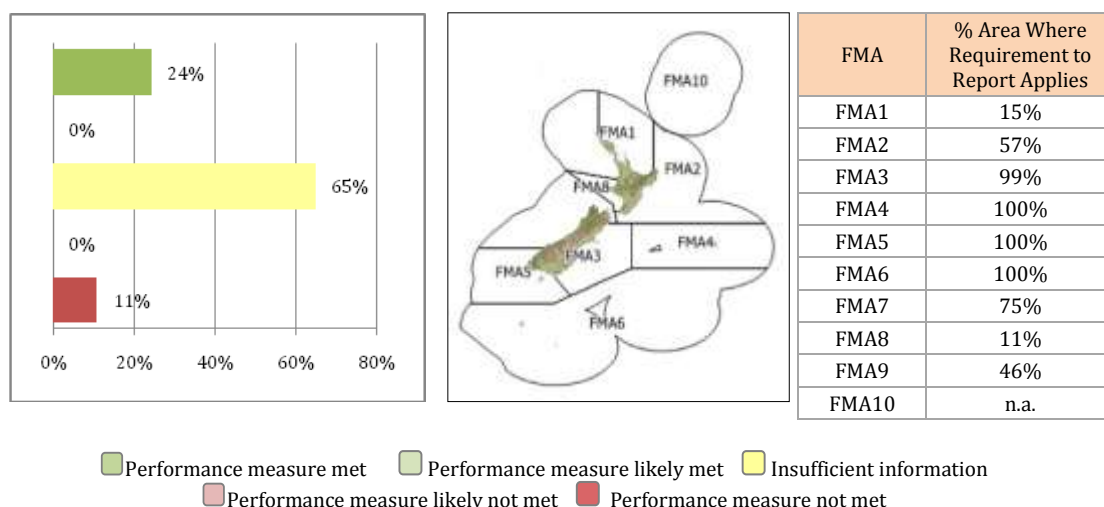 24%
0%
65%
0%
11%
0% 20% 40% 60% 80%
FMA10
FMA1
FMA2
FMA8
FMA4
FMA3
FMA5
FMA6
FMA % Area Where
Requirement to
Report Applies
FMA1 15%
FMA2 57%
FMA3 99%
FMA4 100%
FMA5 100%
FMA6 100%
FMA7 75%
FMA8 11%
FMA9 46%
FMA10 n.a.
Performance measure met Performance measure likely met Insufficient information
Performance measure likely not met Performance measure not met